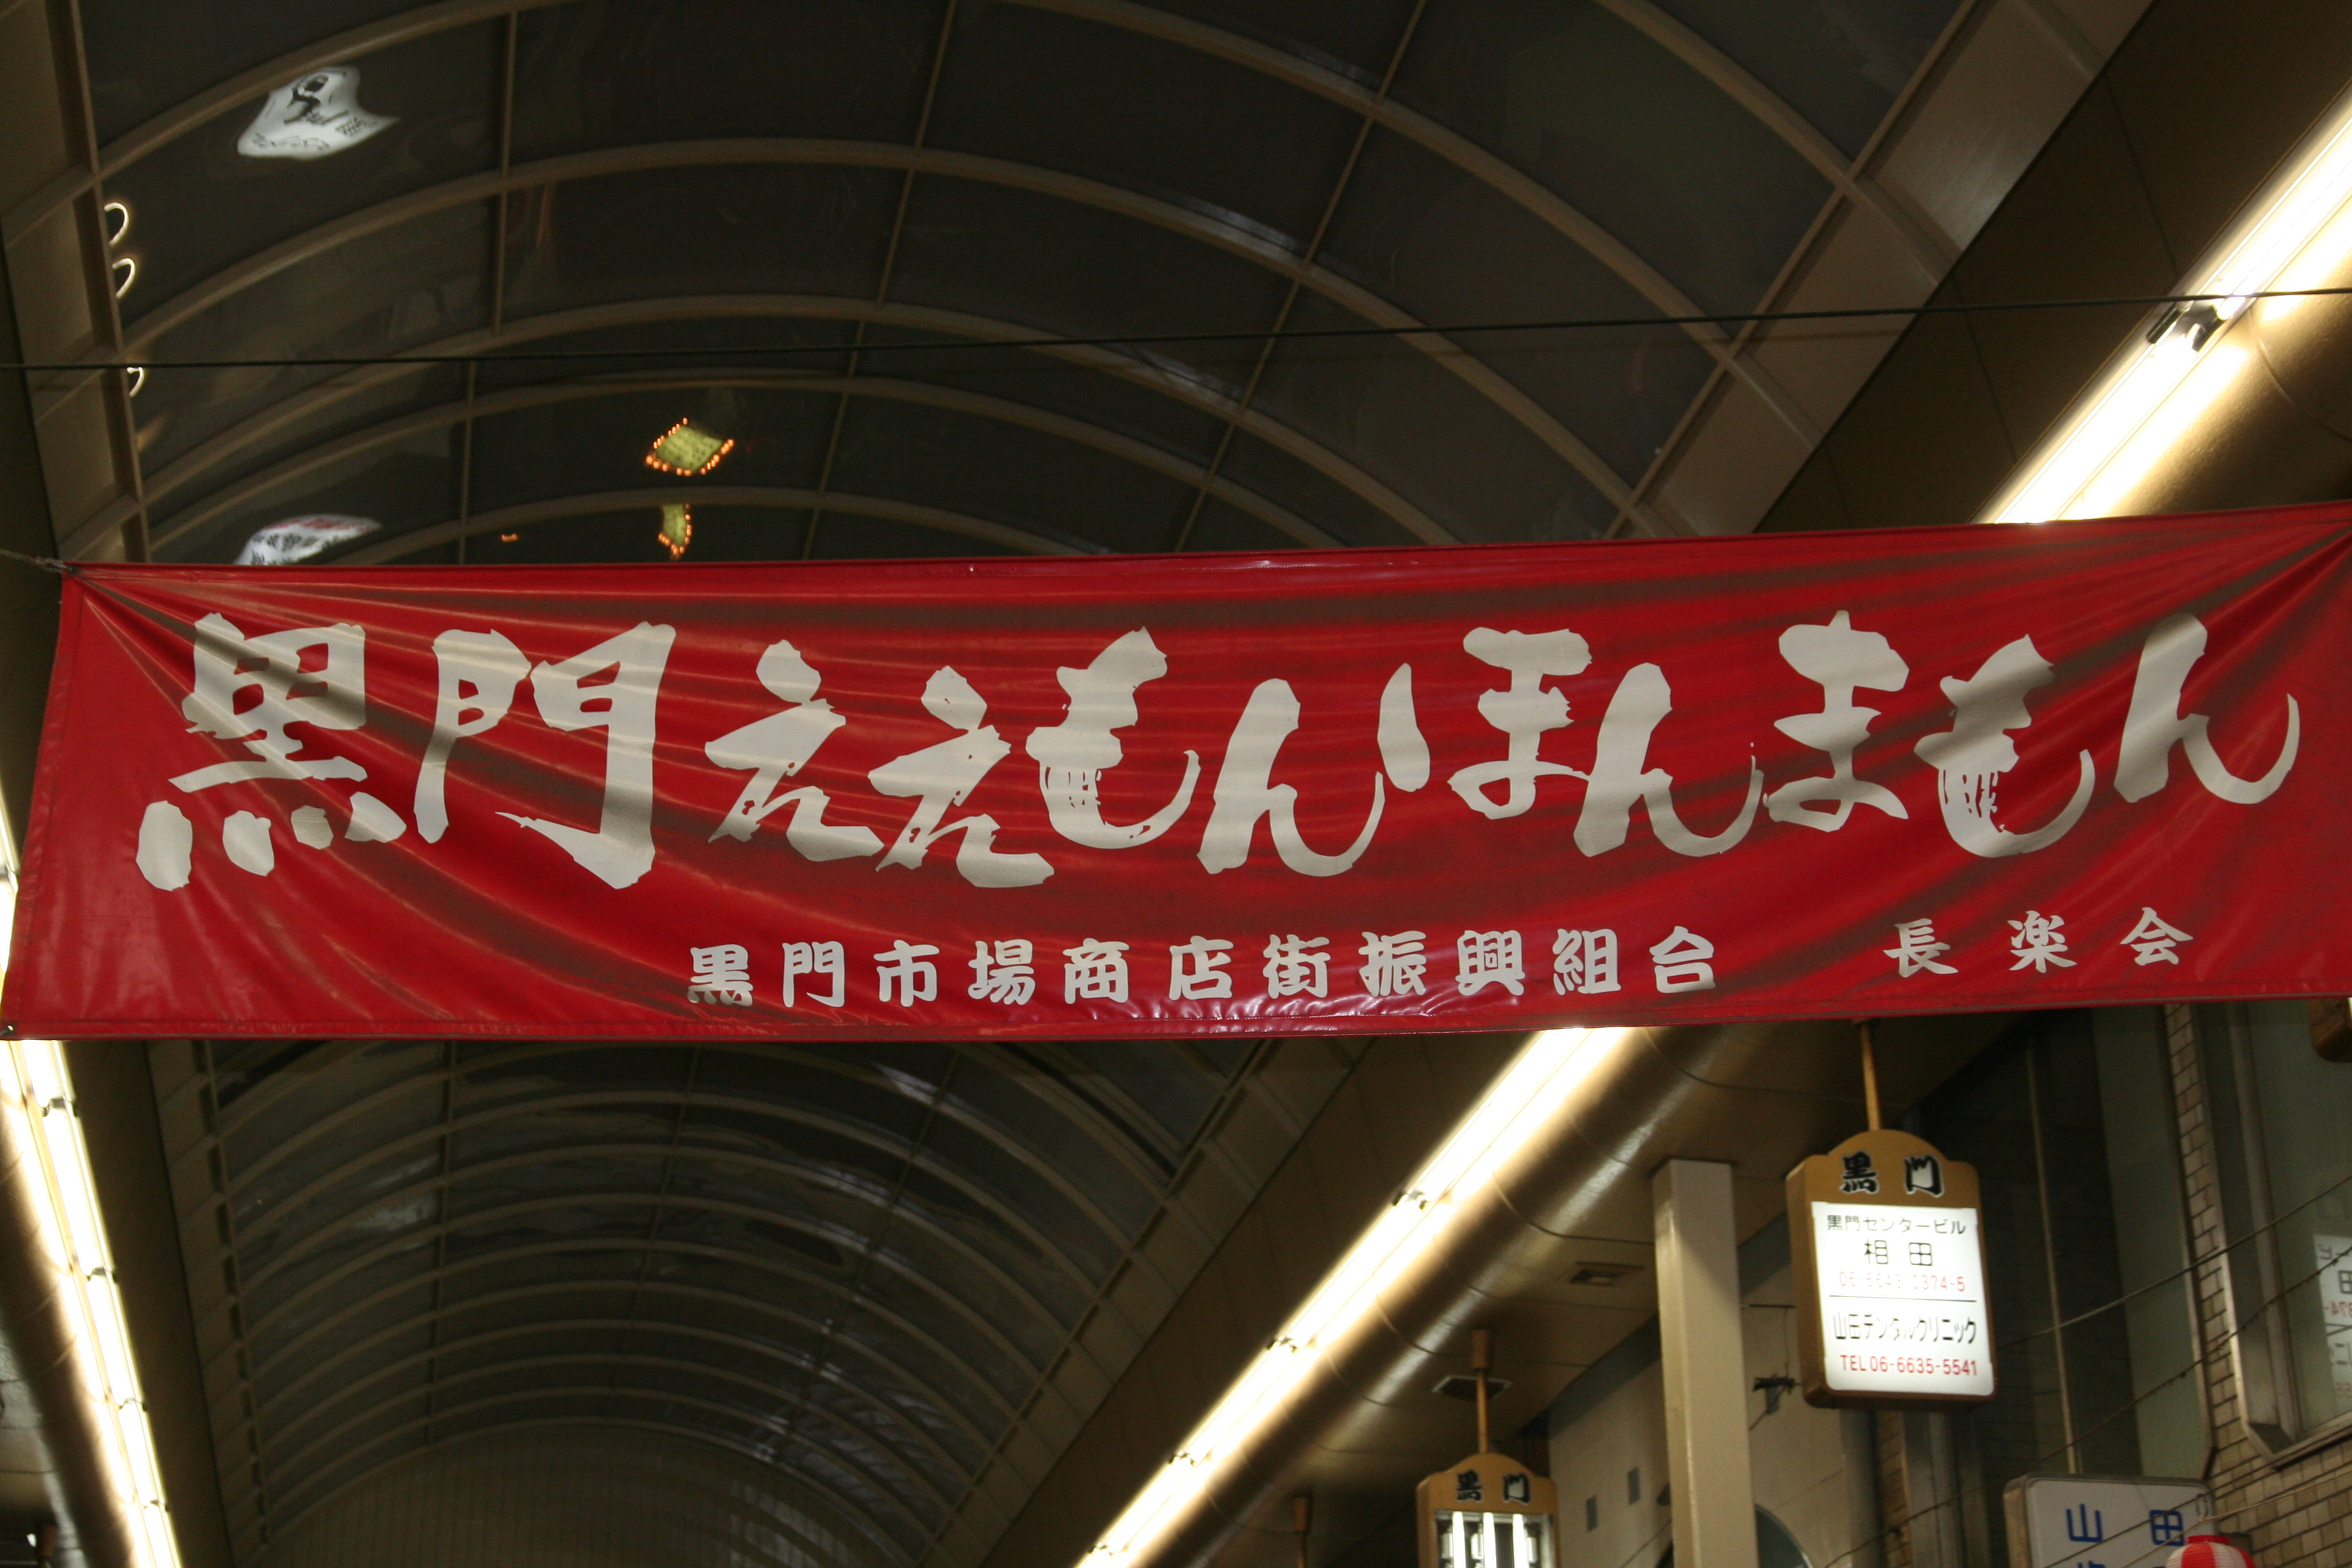 黒門ええもんほんまもん
黒門市場商店街振興組合 長楽会
黒門
黒門センタービル
相田
山田デンタルクリニック
TEL06-6635-5541
黒門
山田